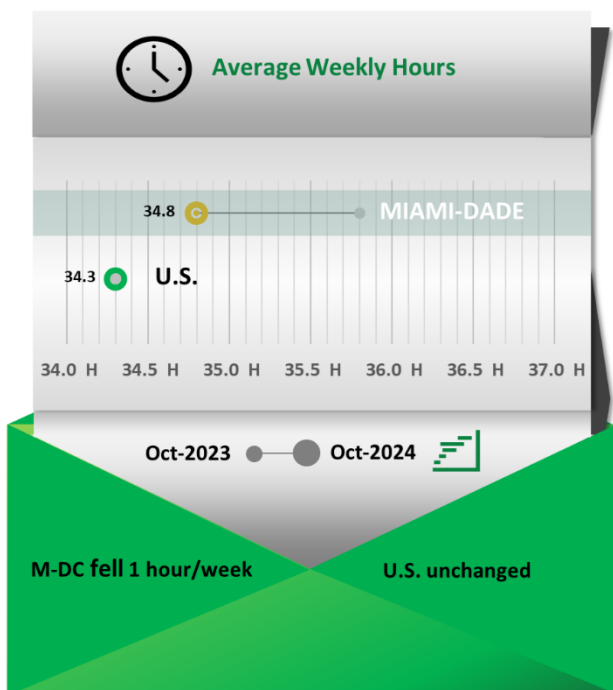 Average Weekly Hours
34.8 C MIAMI-DADE
34.3 U.S.
34.0 H 34.5 H 35.0 H 35.5 H 36.0 H 36.5 H 37.0 H
Oct-2023 Oct-2024
M-DC fell 1 hour/week U.S. unchanged